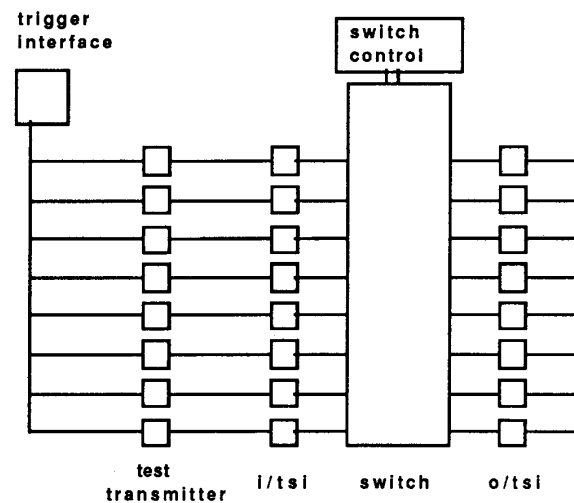 trigger
interface
switch
control
test
transmitter
i/tsi
switch
o/tsi